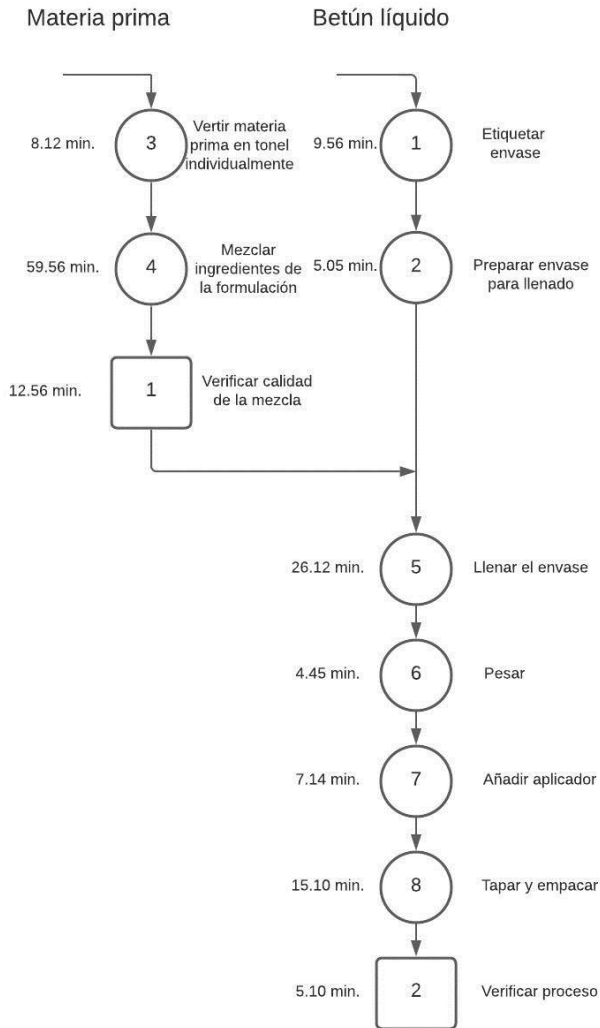 Materia prima
Betún líquido
8.12 min.
3
Vertir materia
prima en tonel
individualmente
9.56 min.
1
Etiquetar
envase
59.56 min.
4
Mezclar
ingredientes de
la formulación
5.05 min.
2
Preparar envase
para llenado
12.56 min.
1
Verificar calidad
de la mezcla
26.12 min.
5
Llenar el envase
4.45 min.
6
Pesar
7.14 min.
7
Añadir aplicador
15.10 min.
8
Tapar y empacar
5.10 min.
2
Verificar proceso